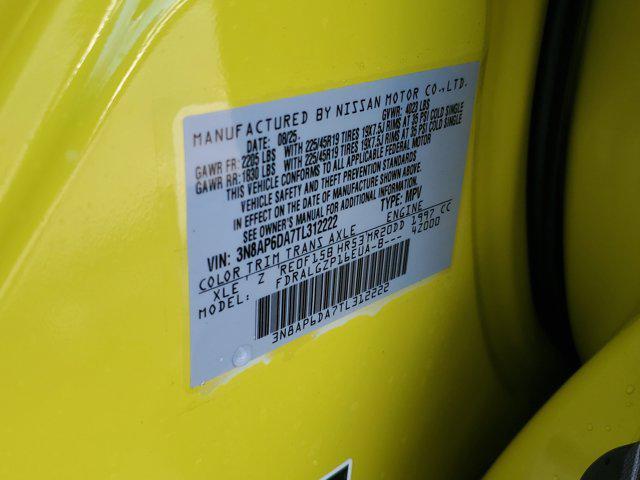 MANUFACTURED BY NISSAN MOTOR CO., LTD.
DATE: 08/25 GVWR: 4023 LBS
GAWR FR: 2205 LBS WITH 225/45R19 TIRES 19X7.5J RIMS AT 35 PSI COLD SINGLE
GAWR RR: 1830 LBS WITH 225/45R19 TIRES 19X7.5J RIMS AT 35 PSI COLD SINGLE
THIS VEHICLE CONFORMS TO ALL APPLICABLE FEDERAL MOTOR
VEHICLE SAFETY AND THEFT PREVENTION STANDARDS
IN EFFECT ON THE DATE OF MANUFACTURE SHOWN ABOVE.
SEE OWNER'S MANUAL FOR ADDITIONAL INFORMATION.
VIN: 3N8AP6DA7TL312222 TYPE: MPV
COLOR TRIM TRANS AXLE ENGINE
XLE Z RE0F15B HR53 MR20DD 1997 CC
MODEL: FDRALGZP16EUA-B--- 42000
3N8AP6DA7TL312222